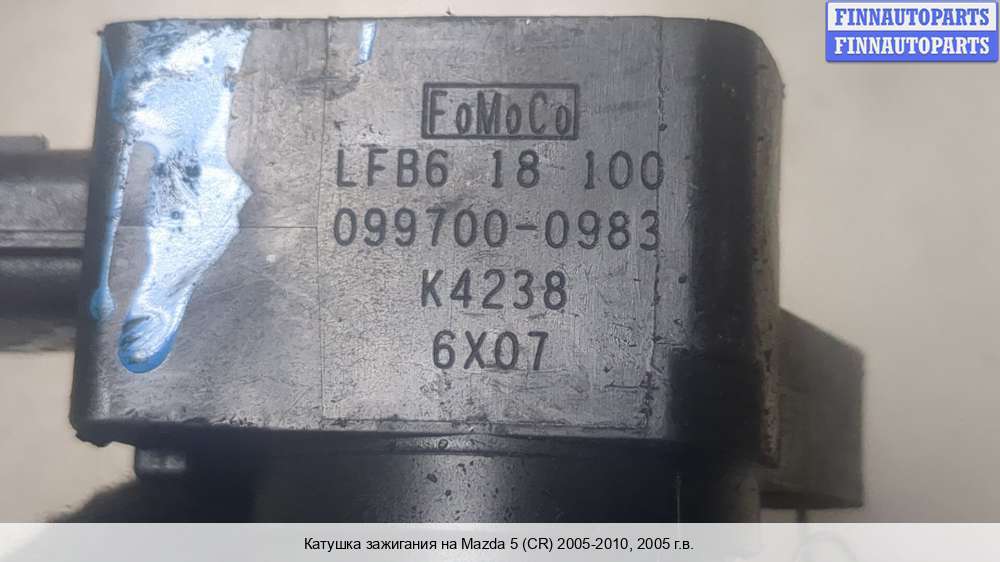 FINNAUTOPARTS
FINNAUTOPARTS
FoMoCo
LFB6 18 100
099700-0983
K4238
6X07
Катушка зажигания на Mazda 5 (CR) 2005-2010, 2005 г.в.